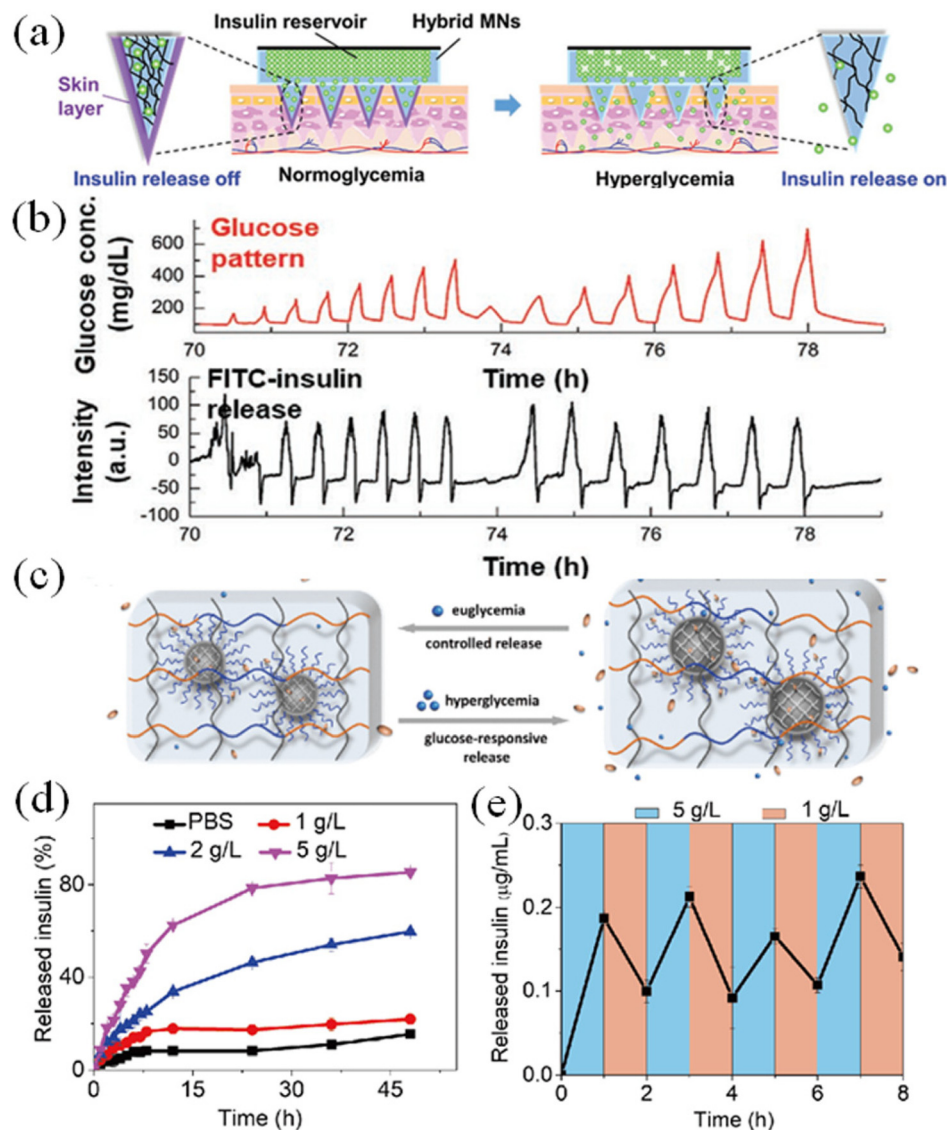 (a)
Insulin reservoir
Hybrid MNs
Skin
layer
Insulin release off
Normoglycemia
Hyperglycemia
Insulin release on
(b)
Glucose conc.
(mg/dL)
600
400
200
Glucose
pattern
70
72
74
76
78
Time (h)
Intensity
(a.u.)
150
100
50
0
-50
-100
FITC-insulin
release
70
72
74
76
78
Time (h)
(c)
euglycemia
controlled release
hyperglycemia
glucose-responsive
release
(d)
Released insulin (%)
80
40
0
PBS
1 g/L
2 g/L
5 g/L
0
15
30
45
Time (h)
(e)
5 g/L
1 g/L
Released insulin (μg/mL)
0.3
0.2
0.1
0.0
0
2
4
6
8
Time (h)